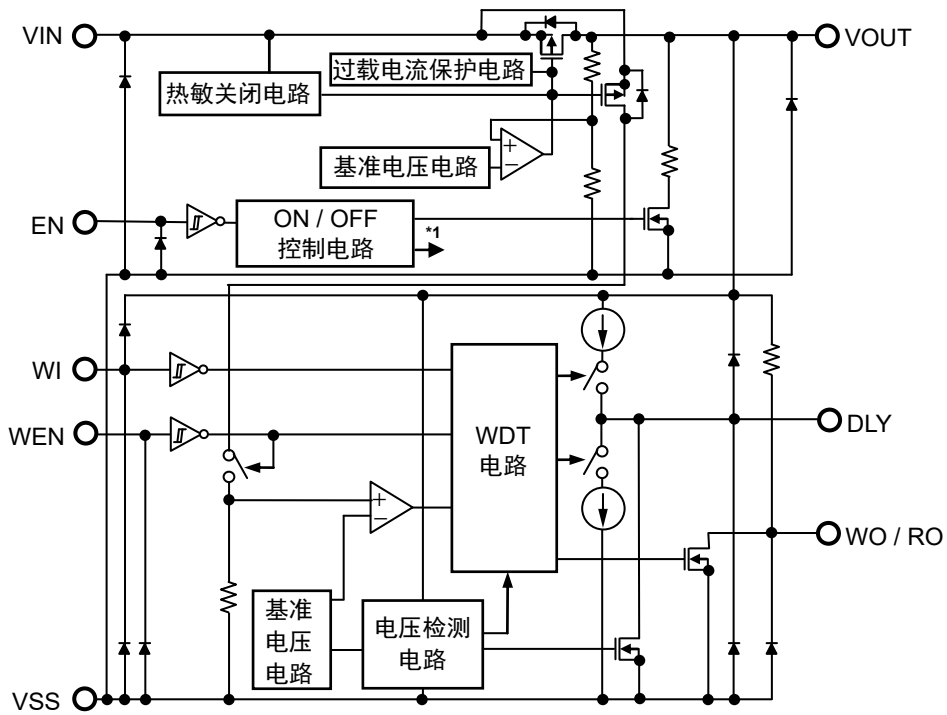 VIN
VOUT
过载电流保护电路
热敏关闭电路
+
−
基准电压电路
EN
ON / OFF
控制电路
*1
WI
WEN
WDT
电路
DLY
+
−
WO / RO
基准
电压
电路
电压检测
电路
VSS